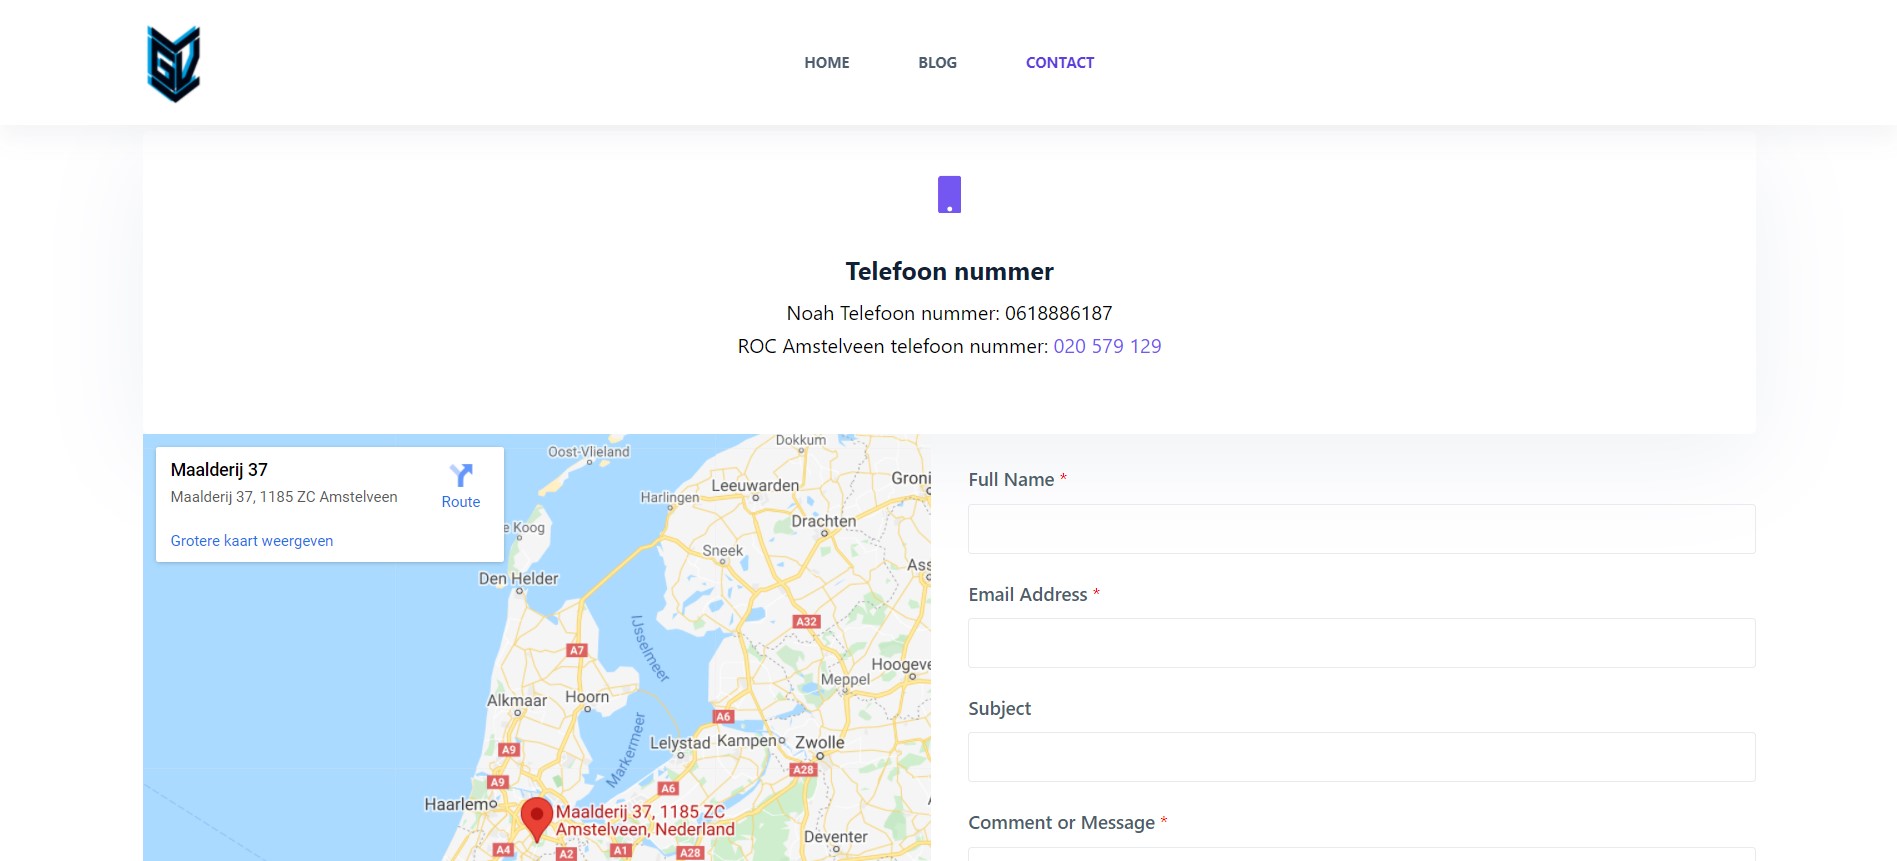 HOME
BLOG
CONTACT
Telefoon nummer
Noah Telefoon nummer: 0618886187
ROC Amstelveen telefoon nummer: 020 579 129
Maalderij 37
Maalderij 37, 1185 ZC Amstelveen
Route
Grotere kaart weergeven
Oost-Vlieland
Dokkum
Leeuwarden
Groni
Harlingen
Drachten
e Koog
Sneek
Ass
Den Helder
A32
IJsselmeer
A7
Hoogeve
Meppel
Alkmaar
Hoorn
A6
Markermeer
Lelystad
Kampen
Zwolle
A9
A28
A9
A6
Haarlem
Maalderij 37, 1185 ZC
Amstelveen, Nederland
Deventer
A4
A2
A1
A28
Full Name *
Email Address *
Subject
Comment or Message *